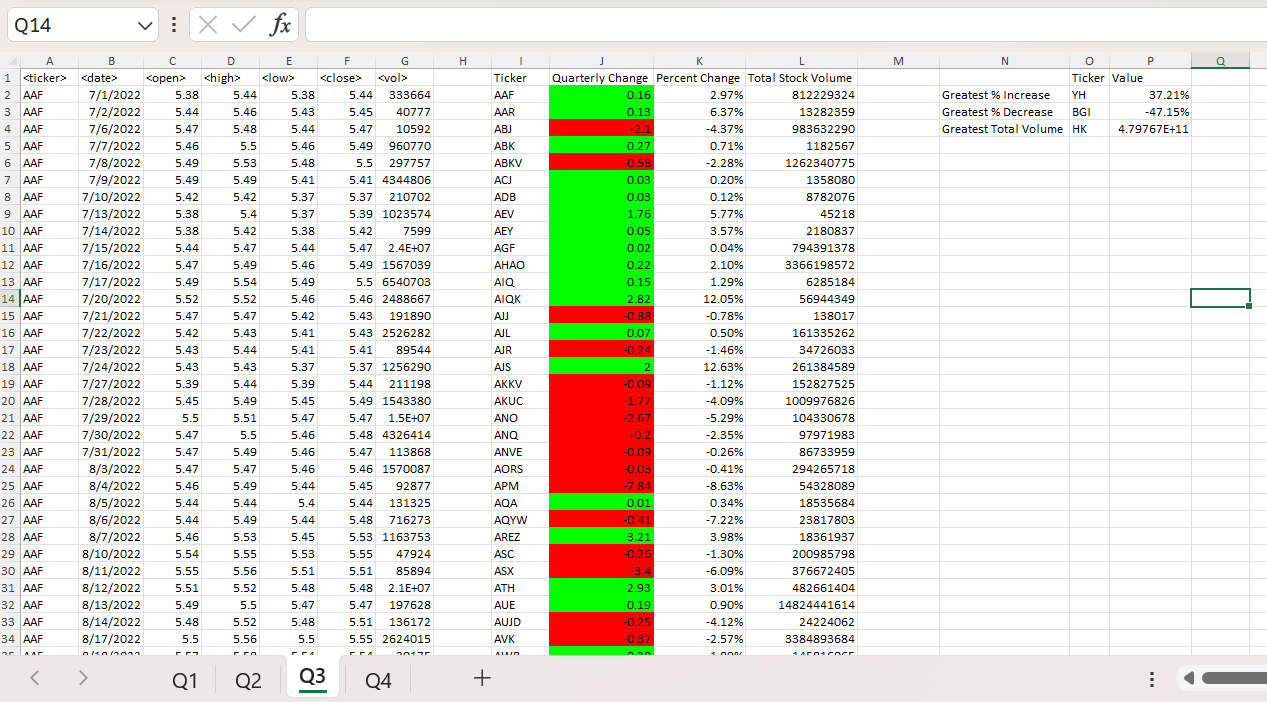 Q14 fx
A B C D E F G H I J K L M N O P Q
1 <ticker> <date> <open> <high> <low> <close> <vol> Ticker Quarterly Change Percent Change Total Stock Volume Ticker Value
2 AAF 7/1/2022 5.38 5.44 5.38 5.44 333664 AAF 0.16 2.97% 812229324 Greatest % Increase YH 37.21%
3 AAF 7/2/2022 5.44 5.46 5.43 5.45 40777 AAR 0.13 6.37% 13282359 Greatest % Decrease BGI -47.15%
4 AAF 7/6/2022 5.47 5.48 5.44 5.47 10592 ABJ -2.1 -4.37% 983632290 Greatest Total Volume HK 4.79767E+11
5 AAF 7/7/2022 5.46 5.5 5.46 5.49 960770 ABK 0.27 0.71% 1182567
6 AAF 7/8/2022 5.49 5.53 5.48 5.5 297757 ABKV -0.58 -2.28% 1262340775
7 AAF 7/9/2022 5.49 5.49 5.41 5.41 4344806 ACJ 0.03 0.20% 1358080
8 AAF 7/10/2022 5.42 5.42 5.37 5.37 210702 ADB 0.03 0.12% 8782076
9 AAF 7/13/2022 5.38 5.4 5.37 5.39 1023574 AEV 1.76 5.77% 45218
10 AAF 7/14/2022 5.38 5.42 5.38 5.42 7599 AEY 0.05 3.57% 2180837
11 AAF 7/15/2022 5.44 5.47 5.44 5.47 2.4E+07 AGF 0.02 0.04% 794391378
12 AAF 7/16/2022 5.47 5.49 5.46 5.49 1567039 AHAO 0.22 2.10% 3366198572
13 AAF 7/17/2022 5.49 5.54 5.49 5.5 6540703 AIQ 0.15 1.29% 6285184
14 AAF 7/20/2022 5.52 5.52 5.46 5.46 2488667 AIQK 2.82 12.05% 56944349
15 AAF 7/21/2022 5.47 5.47 5.42 5.43 191890 AJJ -0.88 -0.78% 138017
16 AAF 7/22/2022 5.42 5.43 5.41 5.43 2526282 AJL 0.07 0.50% 161335262
17 AAF 7/23/2022 5.43 5.44 5.41 5.41 89544 AJR -0.24 -1.46% 34726033
18 AAF 7/24/2022 5.43 5.43 5.37 5.37 1256290 AJS 2 12.63% 261384589
19 AAF 7/27/2022 5.39 5.44 5.39 5.44 211198 AKKV -0.09 -1.12% 152827525
20 AAF 7/28/2022 5.45 5.49 5.45 5.49 1543380 AKUC -1.77 -4.09% 1009976826
21 AAF 7/29/2022 5.5 5.51 5.47 5.47 1.5E+07 ANO -2.67 -5.29% 104330678
22 AAF 7/30/2022 5.47 5.5 5.46 5.48 4326414 ANQ -0.2 -2.35% 97971983
23 AAF 7/31/2022 5.47 5.49 5.46 5.47 113868 ANVE -0.09 -0.26% 86733959
24 AAF 8/3/2022 5.47 5.47 5.46 5.46 1570087 AORS -0.03 -0.41% 294265718
25 AAF 8/4/2022 5.46 5.49 5.44 5.45 92877 APM -7.84 -8.63% 54328089
26 AAF 8/5/2022 5.44 5.44 5.4 5.44 131325 AQA 0.01 0.34% 18535684
27 AAF 8/6/2022 5.44 5.49 5.44 5.48 716273 AQYW -0.41 -7.22% 23817803
28 AAF 8/7/2022 5.46 5.53 5.45 5.53 1163753 AREZ 3.21 3.98% 18361937
29 AAF 8/10/2022 5.54 5.55 5.53 5.55 47924 ASC -0.26 -1.30% 200985798
30 AAF 8/11/2022 5.55 5.56 5.51 5.51 85894 ASX -3.4 -6.09% 376672405
31 AAF 8/12/2022 5.51 5.52 5.48 5.48 2.1E+07 ATH 2.93 3.01% 482661404
32 AAF 8/13/2022 5.49 5.5 5.47 5.47 197628 AUE 0.19 0.90% 14824441614
33 AAF 8/14/2022 5.48 5.52 5.48 5.51 136172 AUJD -0.25 -4.12% 24224062
34 AAF 8/17/2022 5.5 5.56 5.5 5.55 2624015 AVK -0.87 -2.57% 3384893684
Q1 Q2 Q3 Q4 +